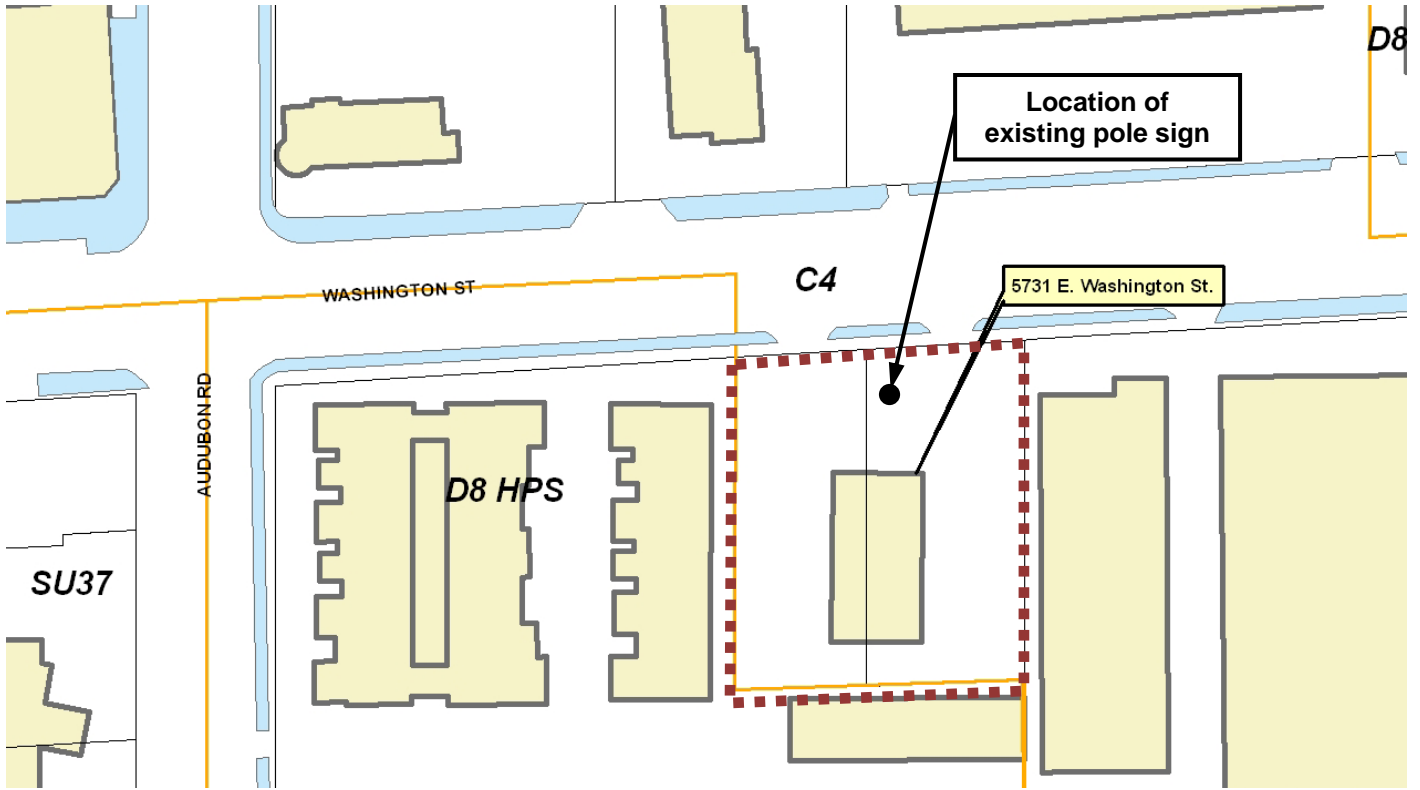 D8
Location of
existing pole sign
C4
5731 E. Washington St.
WASHINGTON ST
AUDUBON RD
D8 HPS
SU37